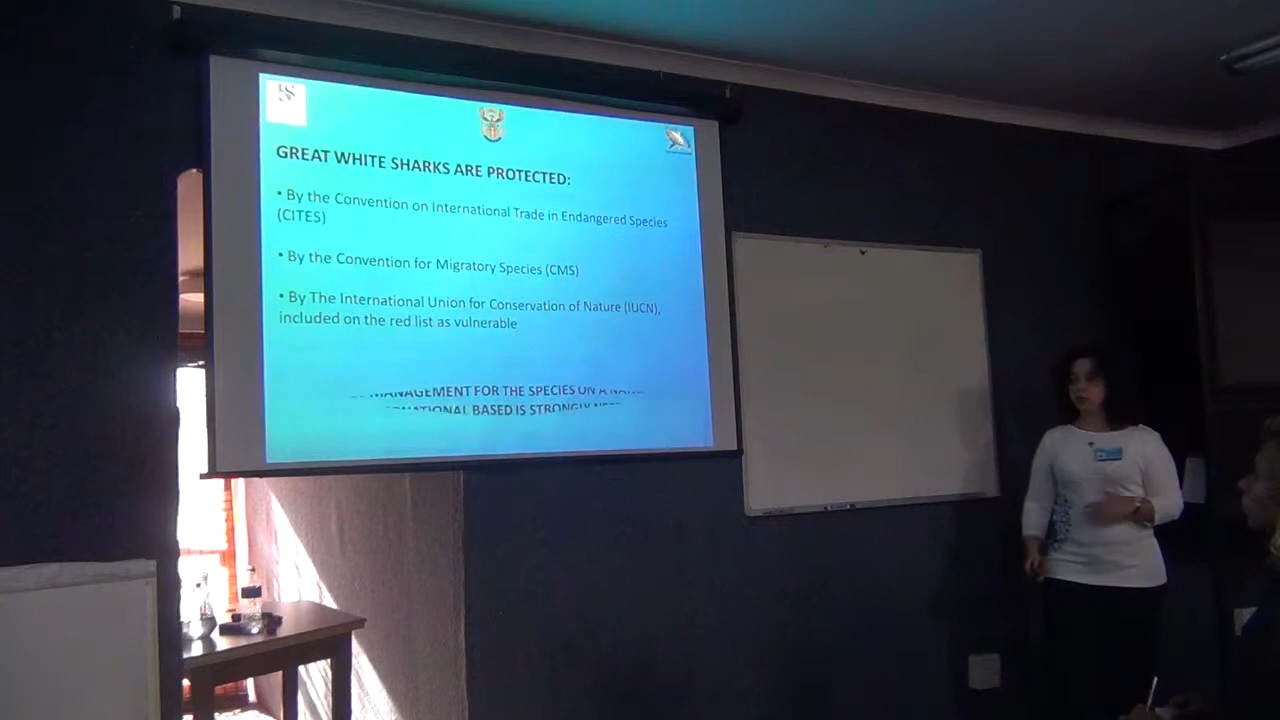 GREAT WHITE SHARKS ARE PROTECTED:
• By the Convention on International Trade in Endangered Species
(CITES)
• By the Convention for Migratory Species (CMS)
• By The International Union for Conservation of Nature (IUCN),
included on the red list as vulnerable
MANAGEMENT FOR THE SPECIES ON A
BASED IS STRONGLY